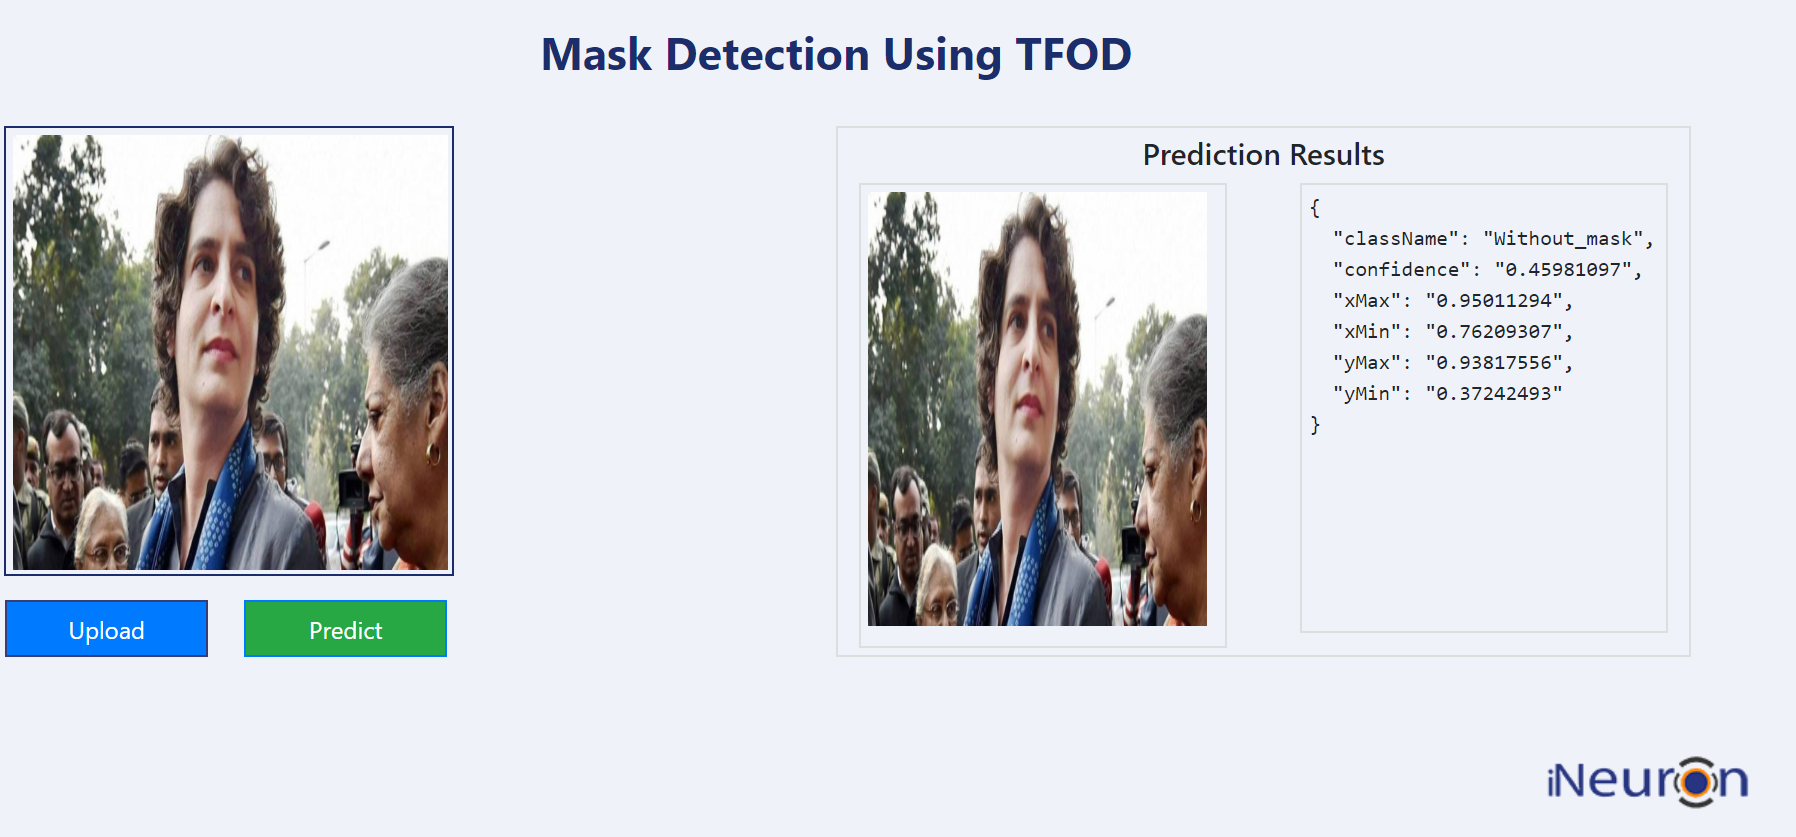 Mask Detection Using TFOD
Upload
Predict
Prediction Results
{
"className": "Without_mask",
"confidence": "0.45981097",
"xMax": "0.95011294",
"xMin": "0.76209307",
"yMax": "0.93817556",
"yMin": "0.37242493"
}
iNeuron